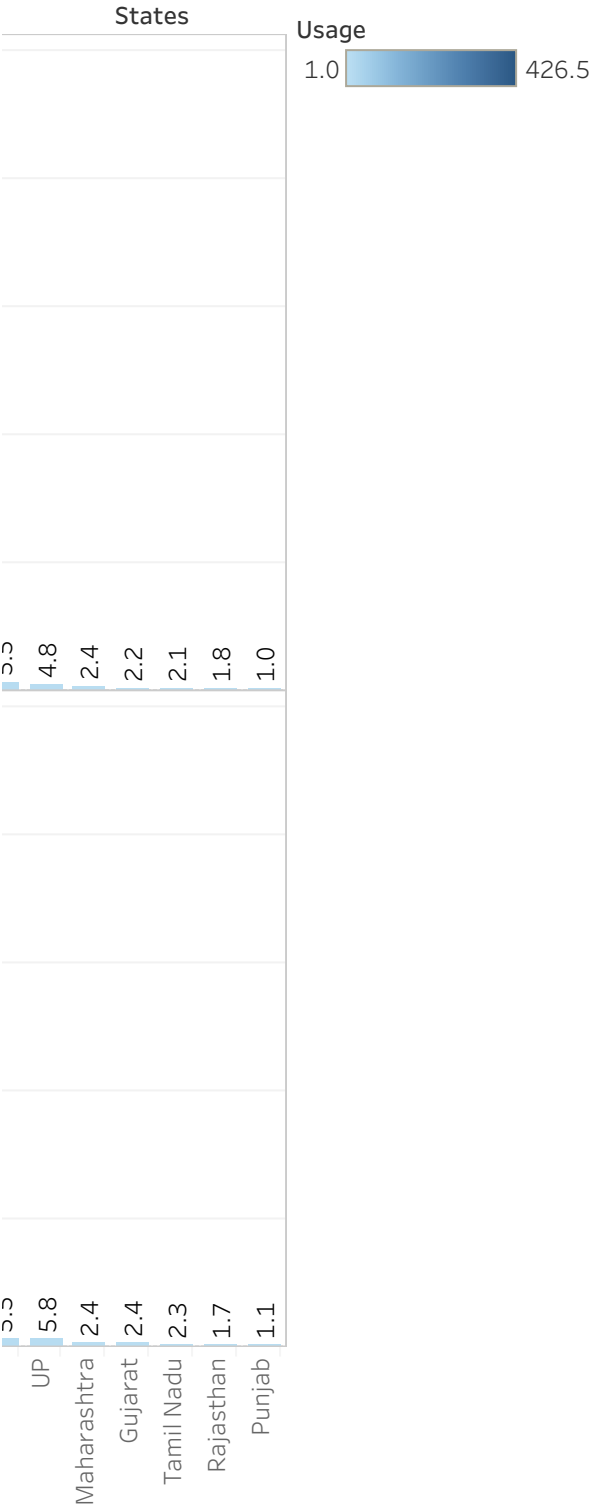 States
Usage
1.0 426.5
4.8
2.4
2.2
2.1
1.8
1.0
5.8
2.4
2.4
2.3
1.7
1.1
UP
Maharashtra
Gujarat
Tamil Nadu
Rajasthan
Punjab